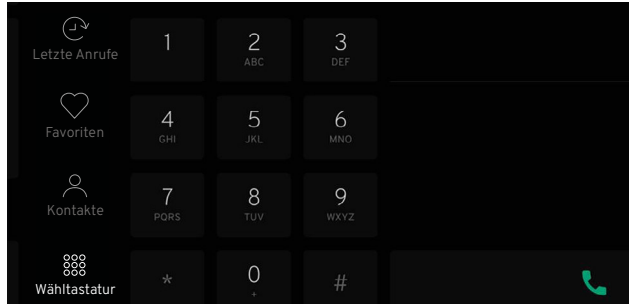 Letzte Anrufe
Favoriten
Kontakte
Wähltastatur
1
2
ABC
3
DEF
4
GHI
5
JKL
6
MNO
7
PQRS
8
TUV
9
WXYZ
*
0
+
#